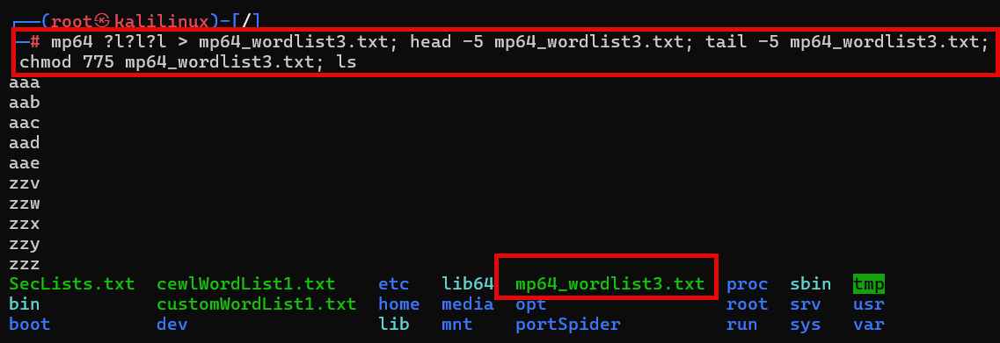 ┌──(root㉿kalilinux)-[/]
└─# mp64 ?l?l?l > mp64_wordlist3.txt; head -5 mp64_wordlist3.txt; tail -5 mp64_wordlist3.txt;
chmod 775 mp64_wordlist3.txt; ls
aaa
aab
aac
aad
aae
zzv
zzw
zzx
zzy
zzz
SecLists.txt cewlWordList1.txt etc lib64 mp64_wordlist3.txt proc sbin tmp
bin customWordList1.txt home media opt root srv usr
boot dev lib mnt portSpider run sys var